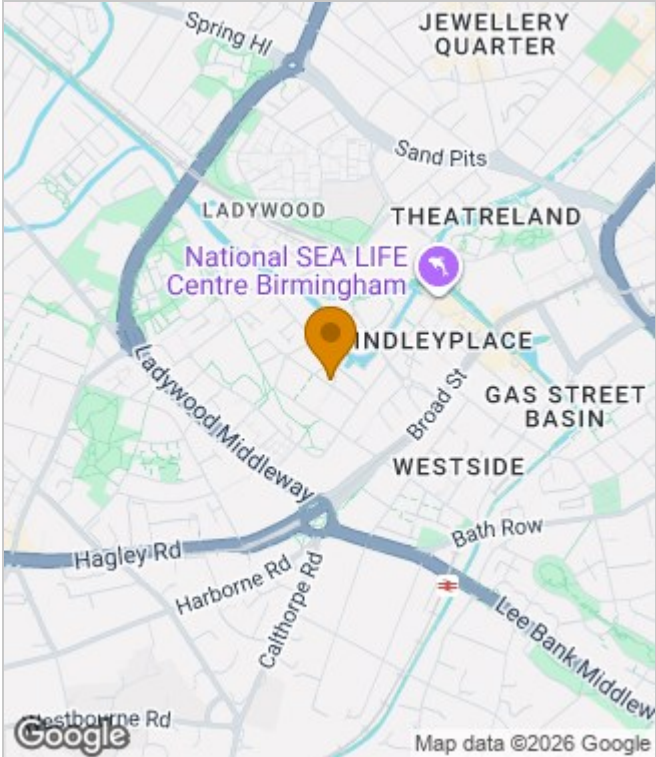 JEWELLERY
QUARTER
Spring Hl
Sand Pits
LADYWOOD
THEATRELAND
National SEA LIFE
Centre Birmingham
INDLEYPLACE
Ladywood Middleway
Broad St
GAS STREET
BASIN
WESTSIDE
Bath Row
Hagley Rd
Harborne Rd
Calthorpe Rd
Lee Bank Middlew
estbourne Rd
Google
Map data ©2026 Google